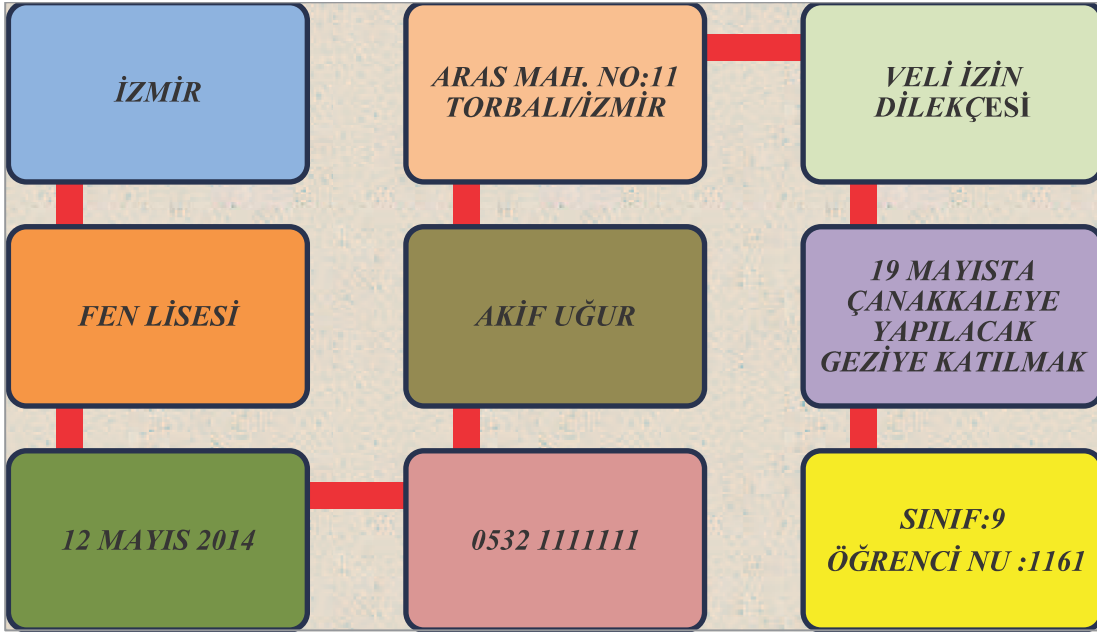 İZMİR
FEN LİSESİ
12 MAYIS 2014
0532 1111111
AKİF UĞUR
ARAS MAH. NO:11
TORBALI/İZMİR
VELİ İZİN
DİLEKÇESİ
19 MAYISTA
ÇANAKKALEYE
YAPILACAK
GEZİYE KATILMAK
SINIF:9
ÖĞRENCİ NU :1161